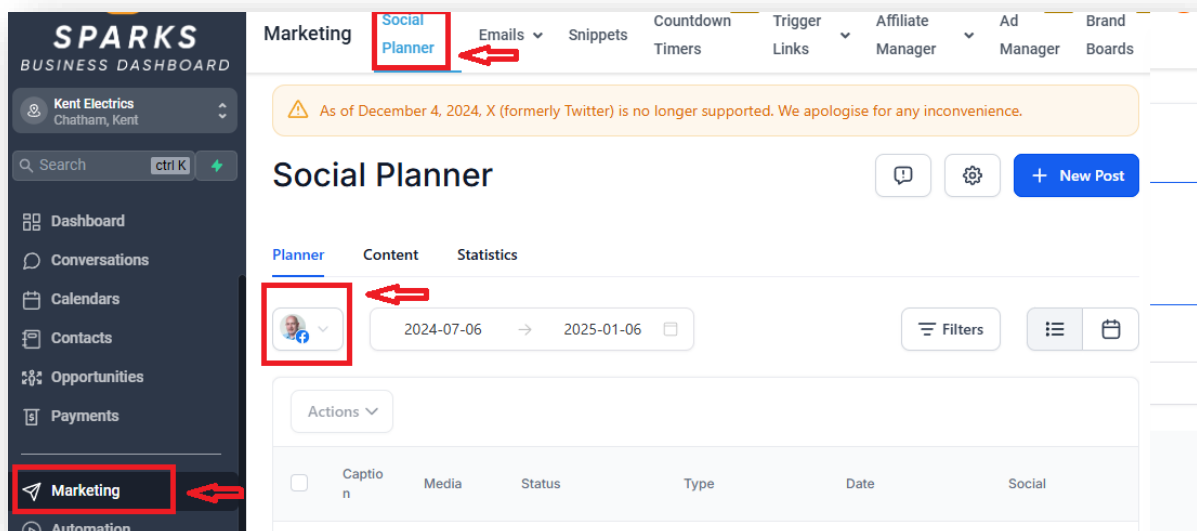 SPARKS
BUSINESS DASHBOARD
Kent Electrics
Chatham, Kent
Search ctrl K
Dashboard
Conversations
Calendars
Contacts
Opportunities
Payments
Marketing
Automation
Marketing
Social
Planner
Emails
Snippets
Countdown
Timers
Trigger
Links
Affiliate
Manager
Ad
Manager
Brand
Boards
As of December 4, 2024, X (formerly Twitter) is no longer supported. We apologise for any inconvenience.
Social Planner
+ New Post
Planner Content Statistics
2024-07-06 → 2025-01-06
Filters
Actions
Captio
n
Media Status Type Date Social